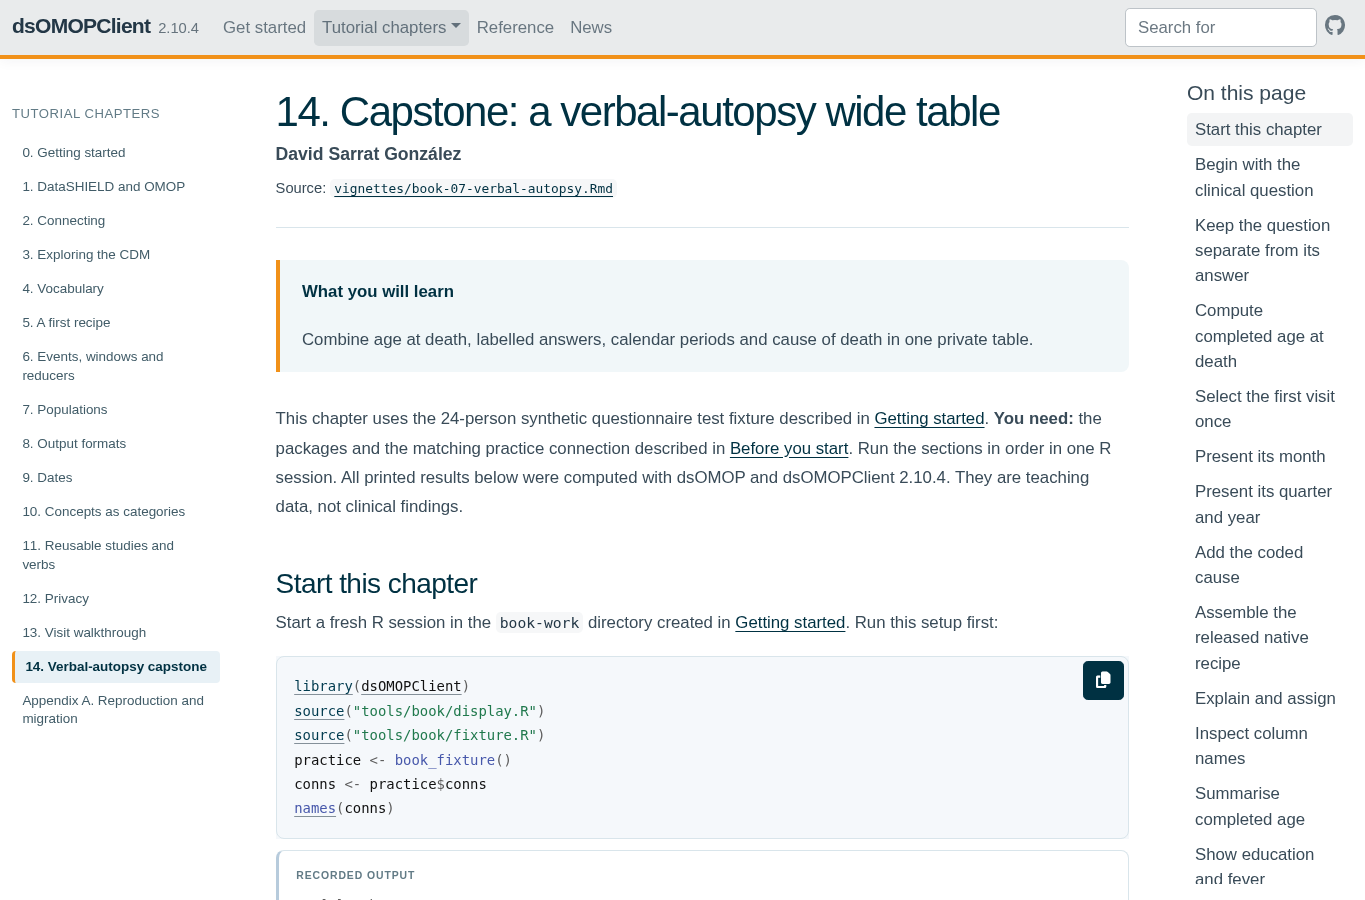 dsOMOPClient 2.10.4 Get started Tutorial chapters Reference News Search for
TUTORIAL CHAPTERS
0. Getting started
1. DataSHIELD and OMOP
2. Connecting
3. Exploring the CDM
4. Vocabulary
5. A first recipe
6. Events, windows and
reducers
7. Populations
8. Output formats
9. Dates
10. Concepts as categories
11. Reusable studies and
verbs
12. Privacy
13. Visit walkthrough
14. Verbal-autopsy capstone
Appendix A. Reproduction and
migration
14. Capstone: a verbal-autopsy wide table
David Sarrat González
Source: vignettes/book-07-verbal-autopsy.Rmd
What you will learn
Combine age at death, labelled answers, calendar periods and cause of death in one private table.
This chapter uses the 24-person synthetic questionnaire test fixture described in Getting started. You need: the
packages and the matching practice connection described in Before you start. Run the sections in order in one R
session. All printed results below were computed with dsOMOP and dsOMOPClient 2.10.4. They are teaching
data, not clinical findings.
Start this chapter
Start a fresh R session in the book-work directory created in Getting started. Run this setup first:
library(dsOMOPClient)
source("tools/book/display.R")
source("tools/book/fixture.R")
practice <- book_fixture()
conns <- practice$conns
names(conns)
RECORDED OUTPUT
On this page
Start this chapter
Begin with the
clinical question
Keep the question
separate from its
answer
Compute
completed age at
death
Select the first visit
once
Present its month
Present its quarter
and year
Add the coded
cause
Assemble the
released native
recipe
Explain and assign
Inspect column
names
Summarise
completed age
Show education
and fever